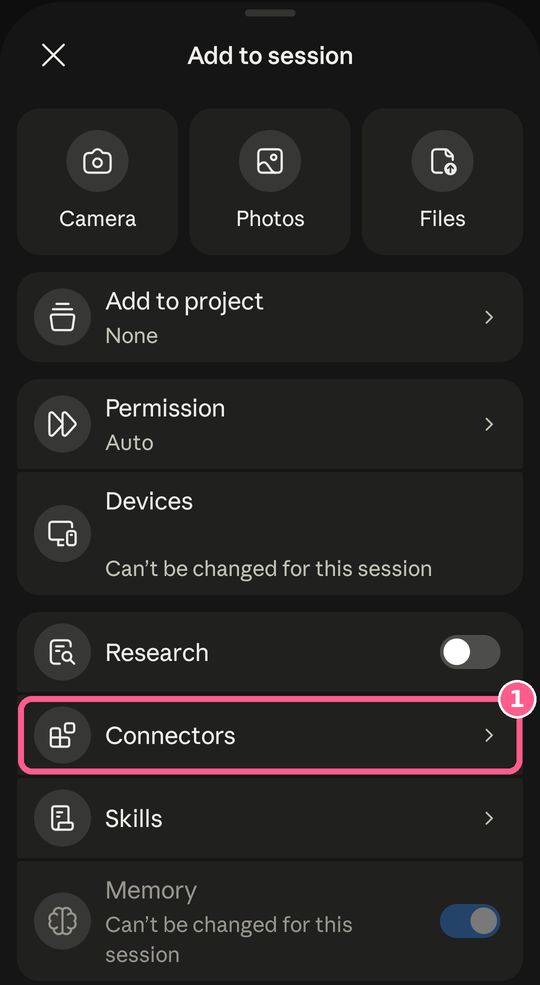 Add to session
Camera
Photos
Files
Add to project
None
Permission
Auto
Devices
Can’t be changed for this session
Research
1
Connectors
Skills
Memory
Can’t be changed for this
session